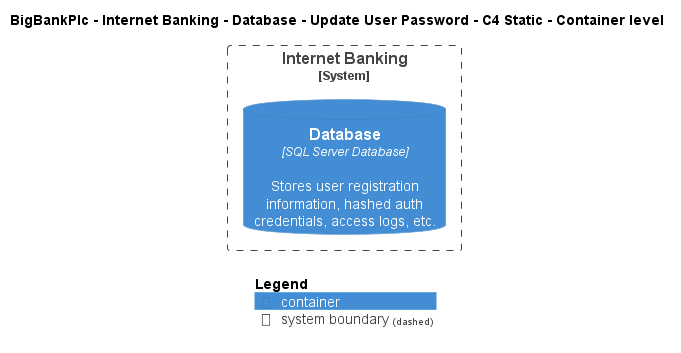 BigBankPlc - Internet Banking - Database - Update User Password - C4 Static - Container level
Internet Banking
[System]
Database
[SQL Server Database]
Stores user registration
information, hashed auth
credentials, access logs, etc.
Legend
container
system boundary (dashed)